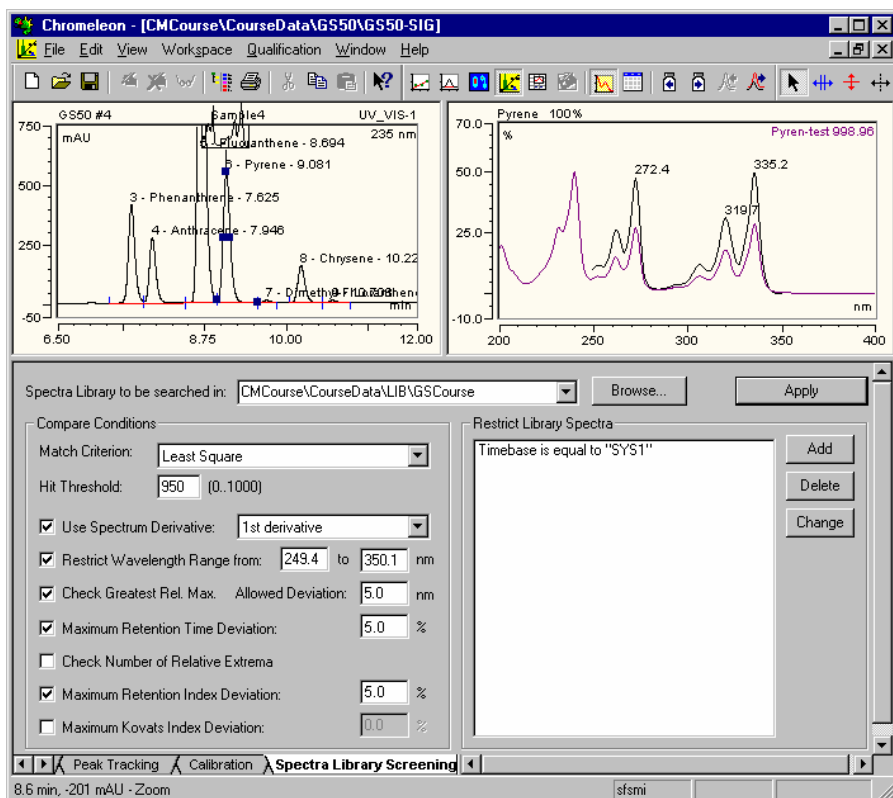 Chromeleon - [CMCourse\CourseData\GS50\GS50-SIG]
File Edit View Workspace Qualification Window Help
GS50 #4 Sample4 UV_VIS-1
750
mAU
235 nm
5 - Fluoranthene - 8.694
6 - Pyrene - 9.081
500
3 - Phenanthrene - 7.625
4 - Anthracene - 7.946
250
8 - Chrysene - 10.22
7 - Dimethyl
10.708
min
-50
6.50 8.75 10.00 12.00
Pyrene 100%
70.0
%
Pyren-test 998.96
50.0
272.4
335.2
319.7
25.0
nm
-10.0
200 250 300 350 400
Spectra Library to be searched in: CMCourse\CourseData\LIB\GSCourse Browse... Apply
Compare Conditions
Match Criterion: Least Square
Hit Threshold: 950 (0..1000)
Use Spectrum Derivative: 1st derivative
Restrict Wavelength Range from: 249.4 to 350.1 nm
Check Greatest Rel. Max. Allowed Deviation: 5.0 nm
Maximum Retention Time Deviation: 5.0 %
Check Number of Relative Extrema
Maximum Retention Index Deviation: 5.0 %
Maximum Kovats Index Deviation: 0.0 %
Restrict Library Spectra
Timebase is equal to "SYS1"
Add
Delete
Change
Peak Tracking Calibration Spectra Library Screening
8.6 min, -201 mAU - Zoom sfsmi